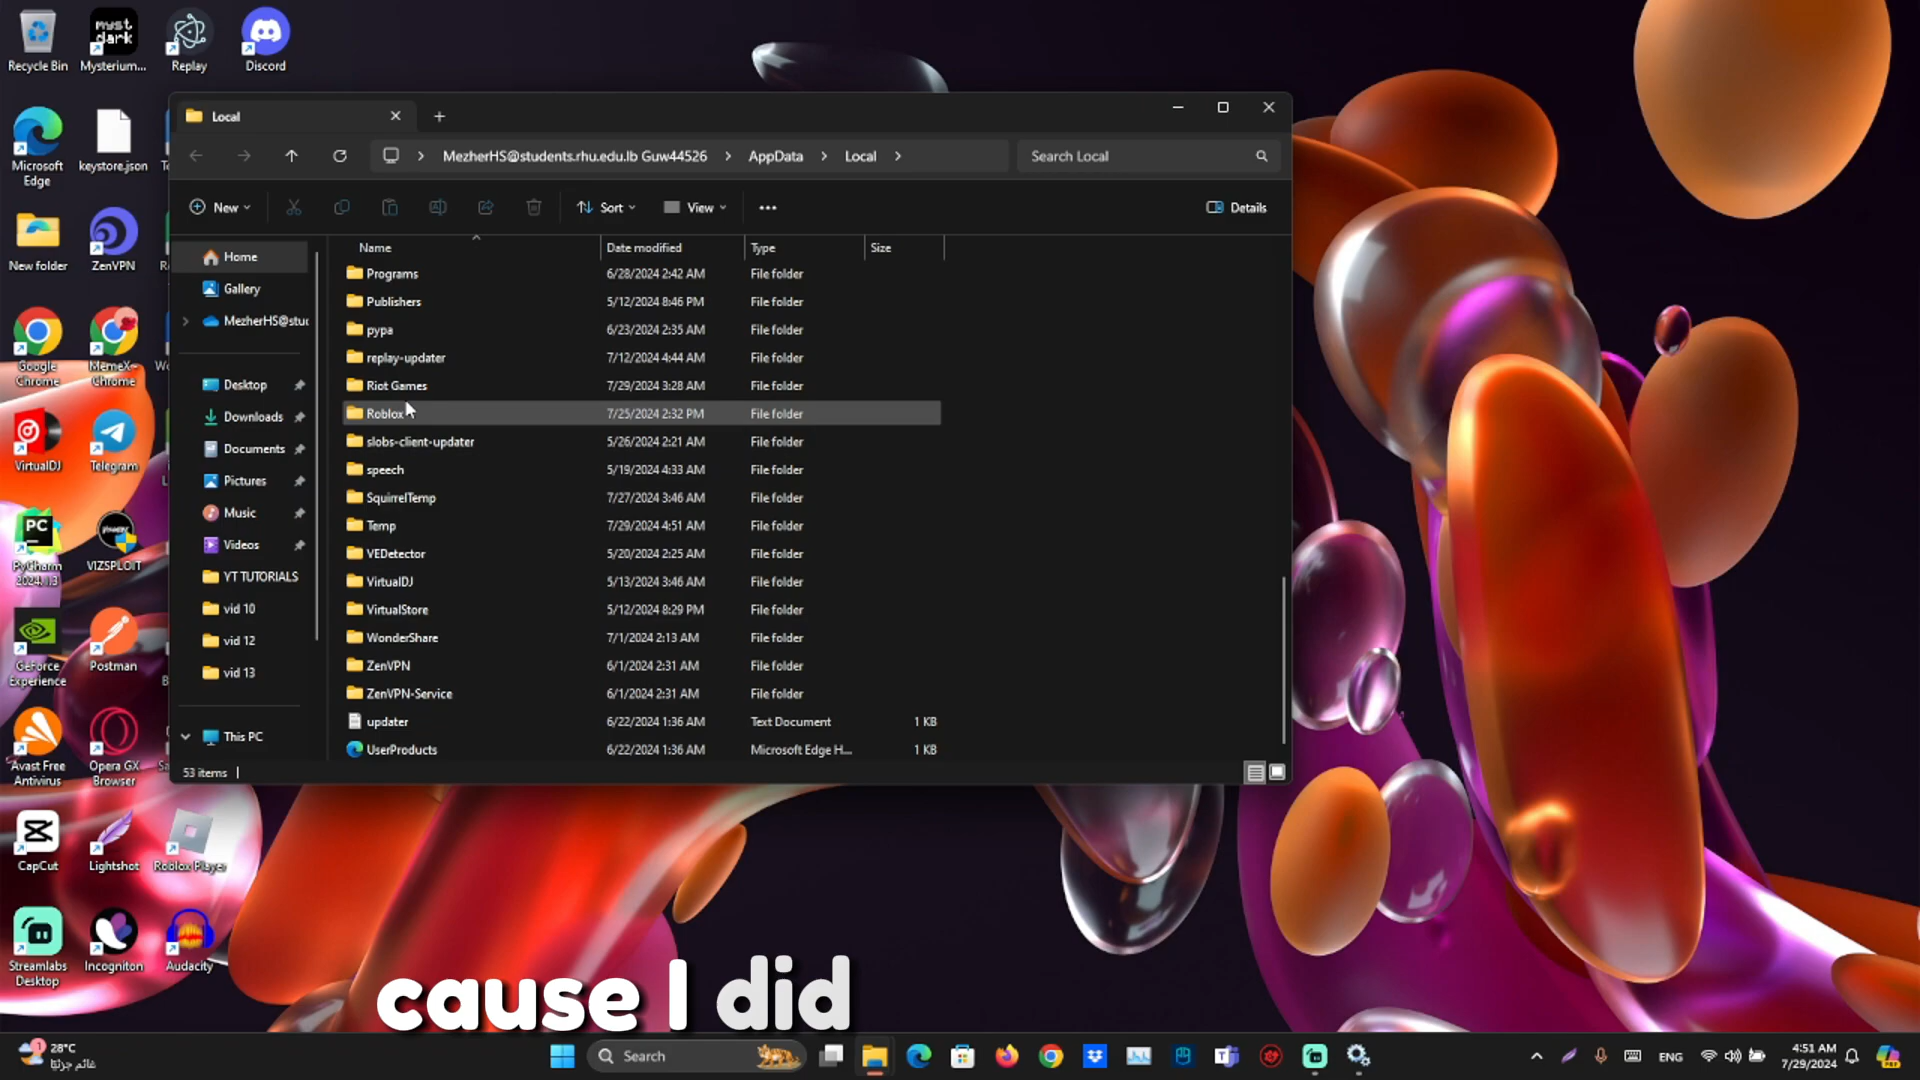 Recycle Bin
myst
dark
Mysterium...
Replay
Discord
Microsoft
Edge
keystore.json
New folder
ZenVPN
Google
Chrome
MemeX-
Chrome
VirtualDJ
Telegram
PC
PyCharm
2024.1.3
VIZSPLOIT
GeForce
Experience
Postman
Avast Free
Antivirus
Opera GX
Browser
CapCut
Lightshot
Roblox Player
Streamlabs
Desktop
Incogniton
Audacity
Local
MezherHS@students.rhu.edu.lb Guw44526
AppData
Local
Search Local
New
Sort
View
Details
Home
Gallery
MezherHS@stuc
Desktop
Downloads
Documents
Pictures
Music
Videos
YT TUTORIALS
vid 10
vid 12
vid 13
This PC
Name Date modified Type Size
Programs 6/28/2024 2:42 AM File folder
Publishers 5/12/2024 8:46 PM File folder
pypa 6/23/2024 2:35 AM File folder
replay-updater 7/12/2024 4:44 AM File folder
Riot Games 7/29/2024 3:28 AM File folder
Roblox 7/25/2024 2:32 PM File folder
slobs-client-updater 5/26/2024 2:21 AM File folder
speech 5/19/2024 4:33 AM File folder
SquirrelTemp 7/27/2024 3:46 AM File folder
Temp 7/29/2024 4:51 AM File folder
VEDetector 5/20/2024 2:25 AM File folder
VirtualDJ 5/13/2024 3:46 AM File folder
VirtualStore 5/12/2024 8:29 PM File folder
WonderShare 7/1/2024 2:13 AM File folder
ZenVPN 6/1/2024 2:31 AM File folder
ZenVPN-Service 6/1/2024 2:31 AM File folder
updater 6/22/2024 1:36 AM Text Document 1 KB
UserProducts 6/22/2024 1:36 AM Microsoft Edge H... 1 KB
53 items
cause I did
1
28°C
غائم جزئيًا
Search
ENG
4:51 AM
7/29/2024